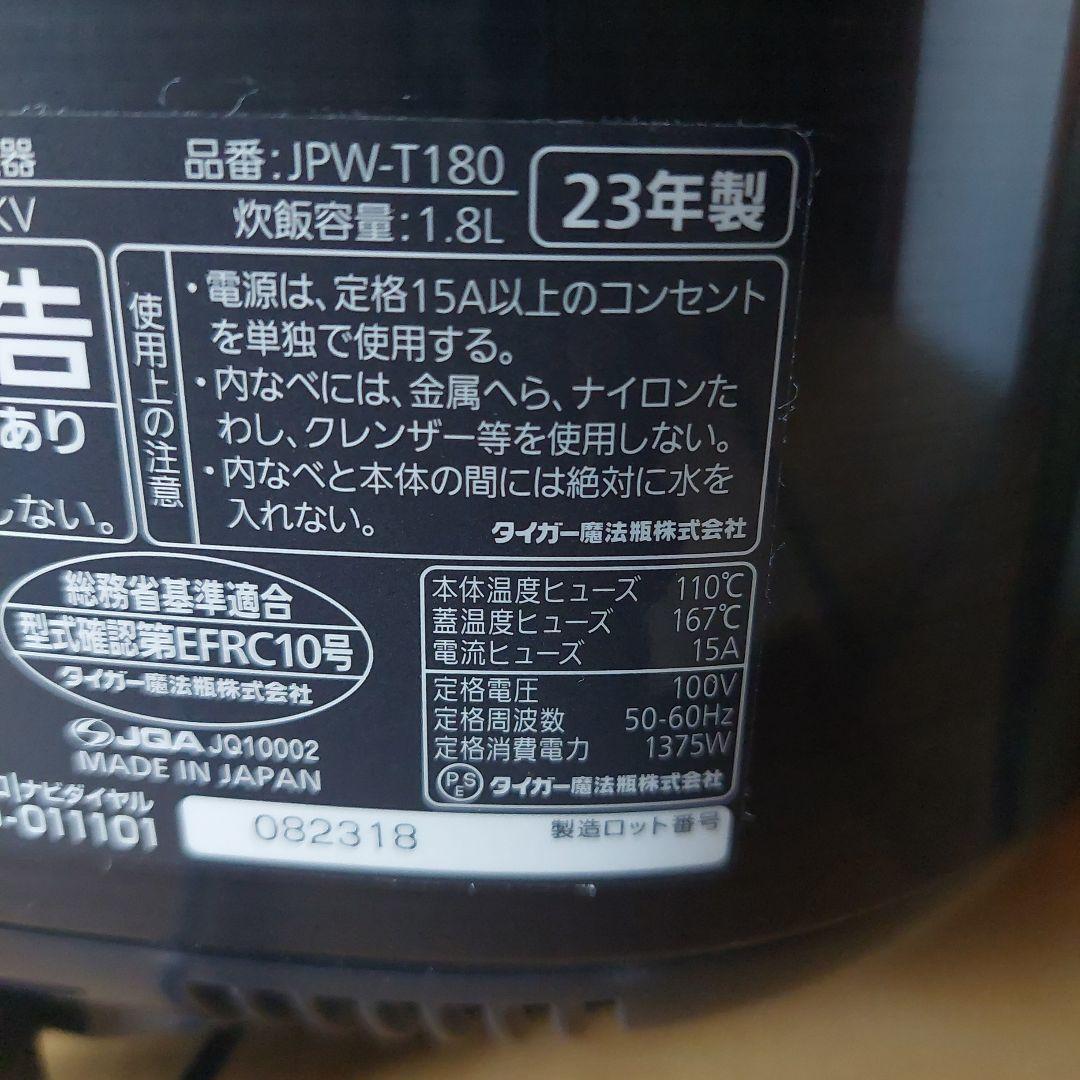 器
品番:JPW-T180
KV
炊飯容量:1.8L
23年製
告
あり
しない。
使用上の注意
・電源は、定格15A以上のコンセント
を単独で使用する。
・内なべには、金属へら、ナイロンた
わし、クレンザー等を使用しない。
・内なべと本体の間には絶対に水を
入れない。
タイガー魔法瓶株式会社
総務省基準適合
型式確認第EFRC10号
タイガー魔法瓶株式会社
JQA JQ10002
MADE IN JAPAN
ナビダイヤル
-011101
本体温度ヒューズ 110℃
蓋温度ヒューズ 167℃
電流ヒューズ 15A
定格電圧 100V
定格周波数 50-60Hz
定格消費電力 1375W
PSE タイガー魔法瓶株式会社
082318 製造ロット番号